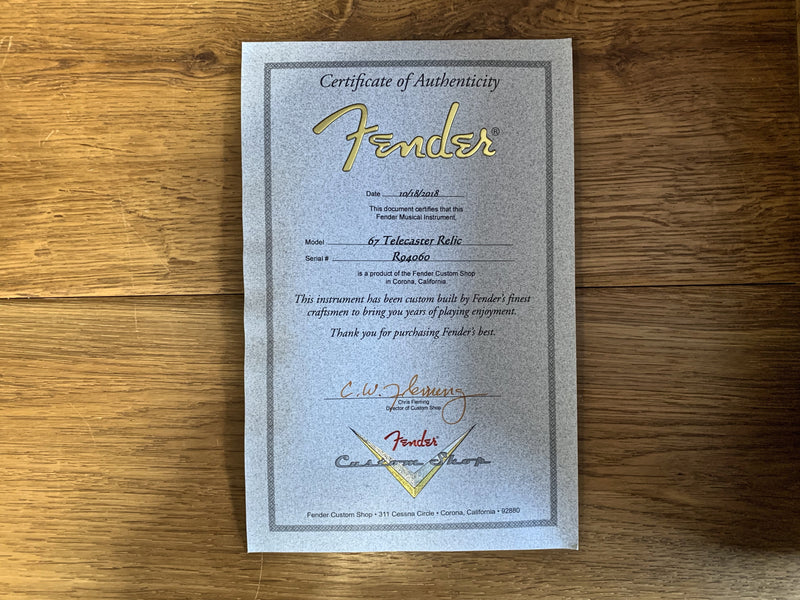 Certificate of Authenticity
Fender®
Date 10/18/2018
This document certifies that this
Fender Musical Instrument,
Model 67 Telecaster Relic
Serial # R94060
is a product of the Fender Custom Shop
in Corona, California.
This instrument has been custom built by Fender's finest
craftsmen to bring you years of playing enjoyment.
Thank you for purchasing Fender's best.
C.W. Fleming
Chris Fleming
Director of Custom Shop
Fender
Custom Shop
Fender Custom Shop • 311 Cessna Circle • Corona, California • 92880